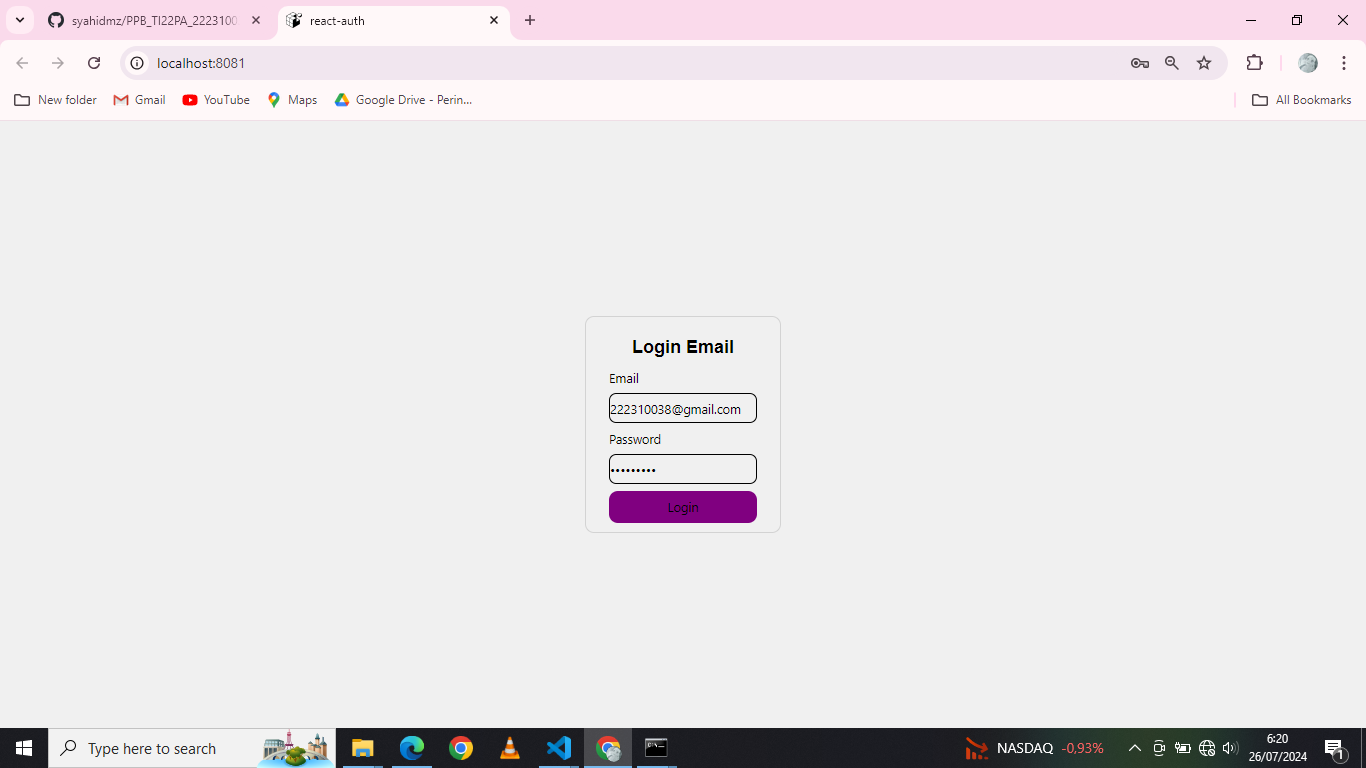 syahidmz/PPB_TI22PA_2223100
react-auth
localhost:8081
New folder
Gmail
YouTube
Maps
Google Drive - Perin...
All Bookmarks
Login Email
Email
222310038@gmail.com
Password
•••••••••
Login
Type here to search
NASDAQ -0,93%
6:20
26/07/2024
1